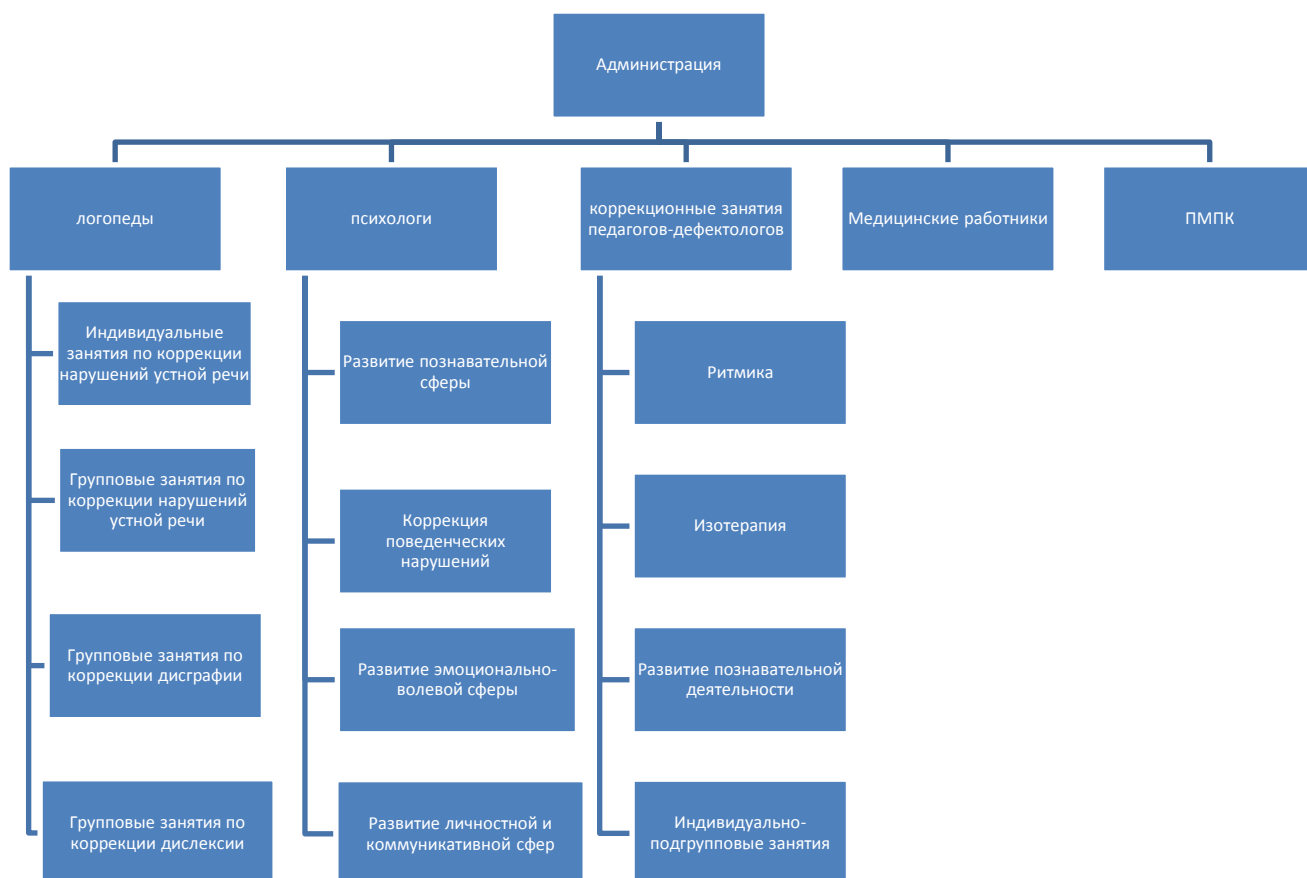 Администрация
логопеды
психологи
коррекционные занятия
педагогов-дефектологов
Медицинские работники
ПМПК
Индивидуальные
занятия по коррекции
нарушений устной речи
Групповые занятия по
коррекции нарушений
устной речи
Групповые занятия по
коррекции дисграфии
Групповые занятия по
коррекции дислексии
Развитие познавательной
сферы
Коррекция
поведенческих
нарушений
Развитие эмоционально-
волевой сферы
Развитие личностной и
коммуникативной сфер
Ритмика
Изотерапия
Развитие познавательной
деятельности
Индивидуально-
подгрупповые занятия